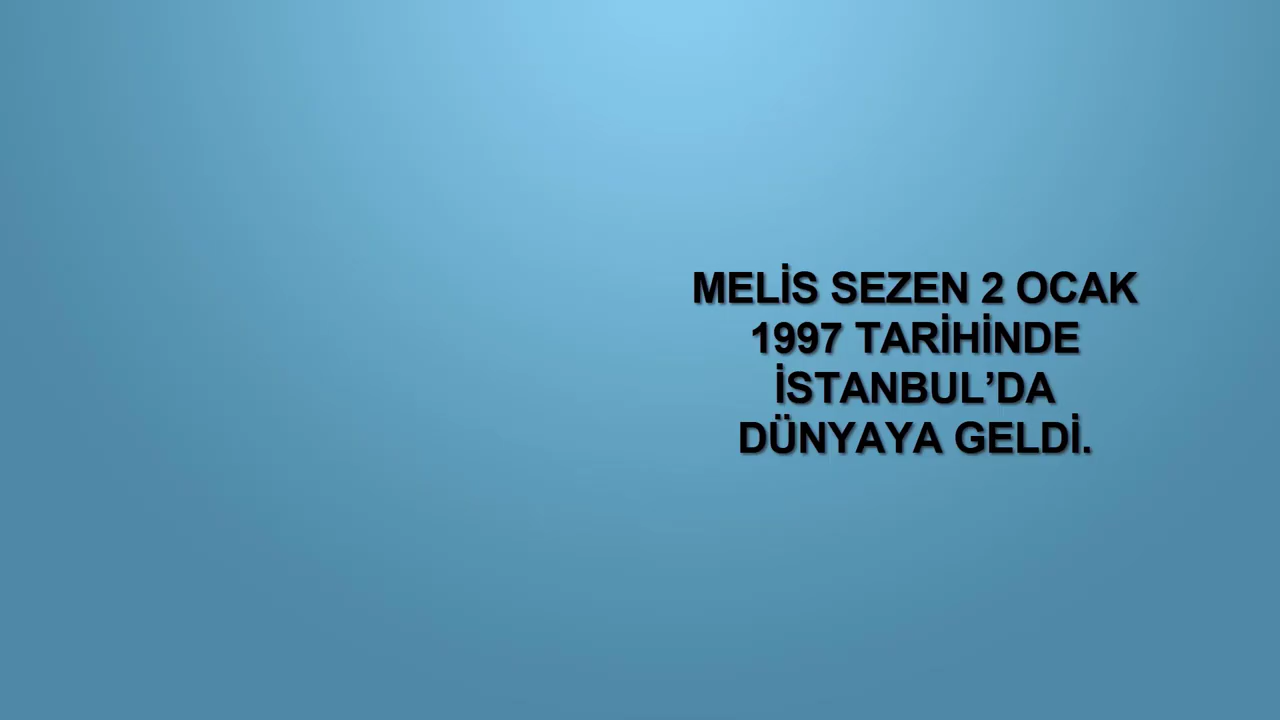 MELİS SEZEN 2 OCAK
1997 TARİHİNDE
İSTANBUL’DA
DÜNYAYA GELDİ.